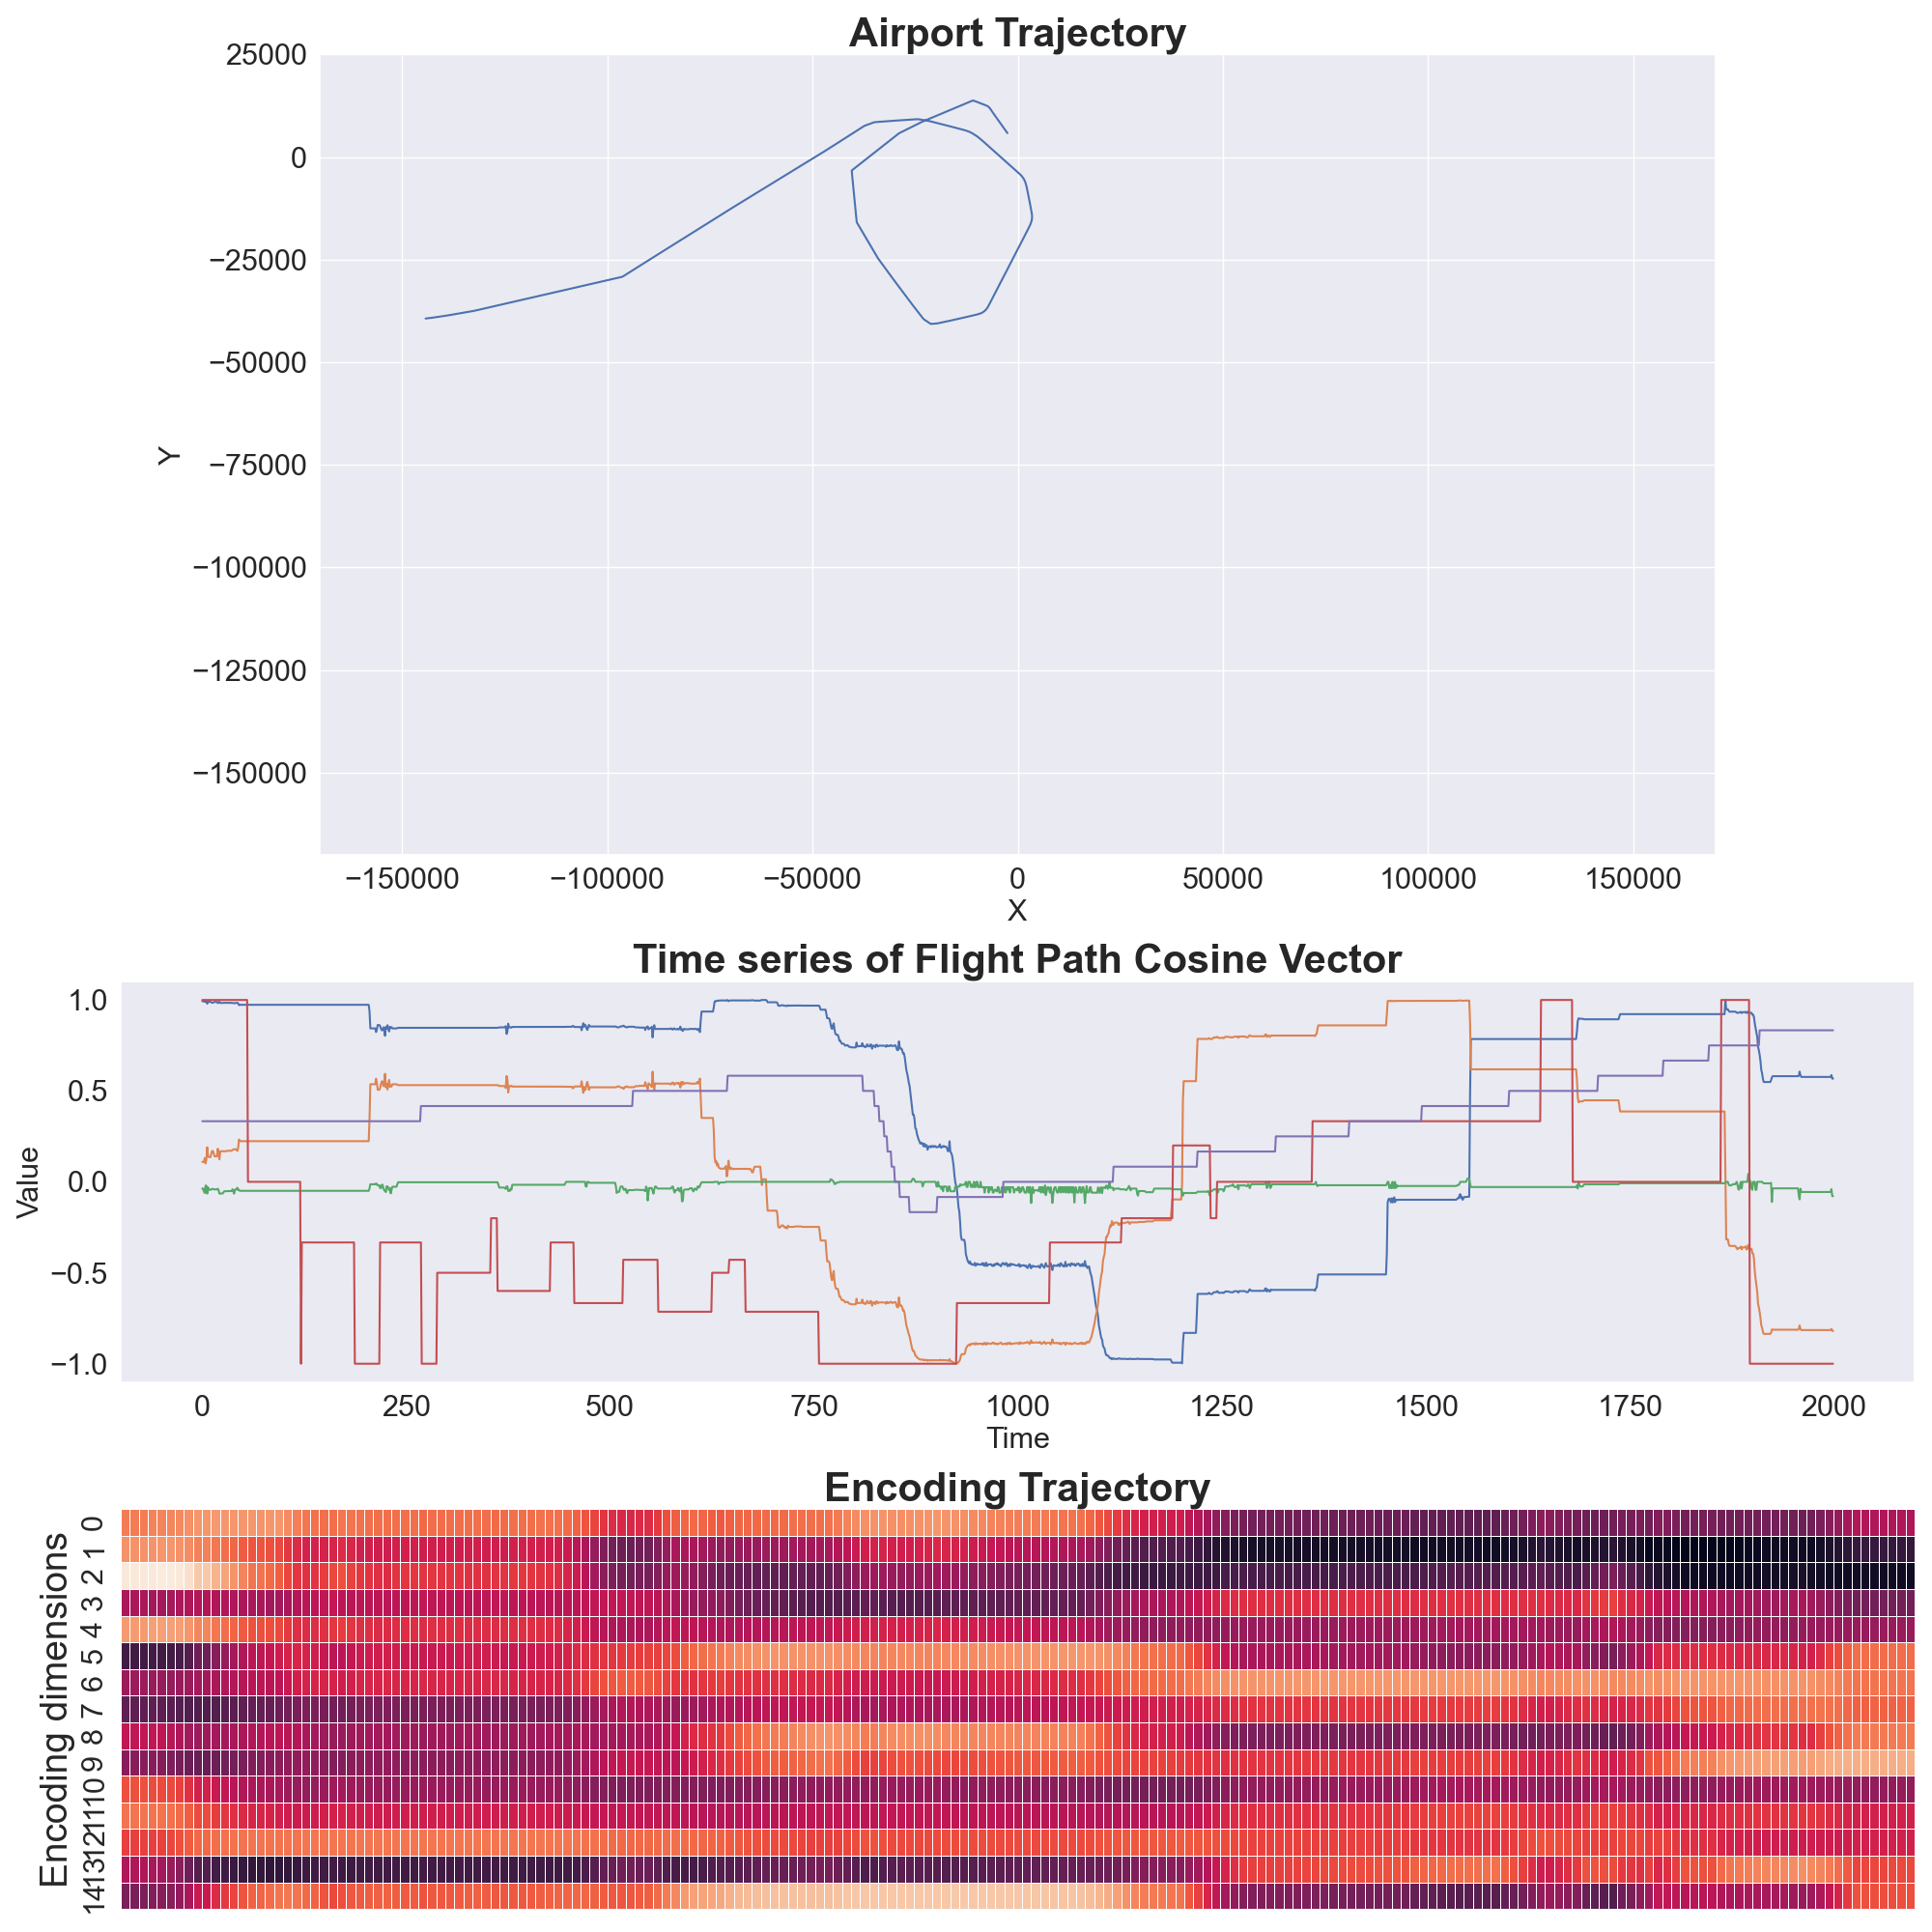 Airport Trajectory
25000
0
−25000
−50000
−75000
−100000
−125000
−150000
Y
−150000 −100000 −50000 0 50000 100000 150000
X
Time series of Flight Path Cosine Vector
1.0
0.5
0.0
−0.5
−1.0
Value
0 250 500 750 1000 1250 1500 1750 2000
Time
Encoding Trajectory
Encoding dimensions
0
1
2
3
4
5
6
7
8
9
10
11
12
13
14